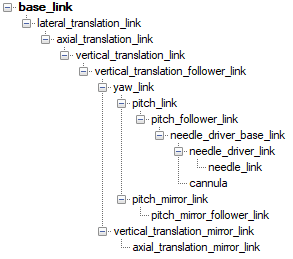 base_link
lateral_translation_link
axial_translation_link
vertical_translation_link
vertical_translation_follower_link
yaw_link
pitch_link
pitch_follower_link
needle_driver_base_link
needle_driver_link
needle_link
cannula
pitch_mirror_link
pitch_mirror_follower_link
vertical_translation_mirror_link
axial_translation_mirror_link